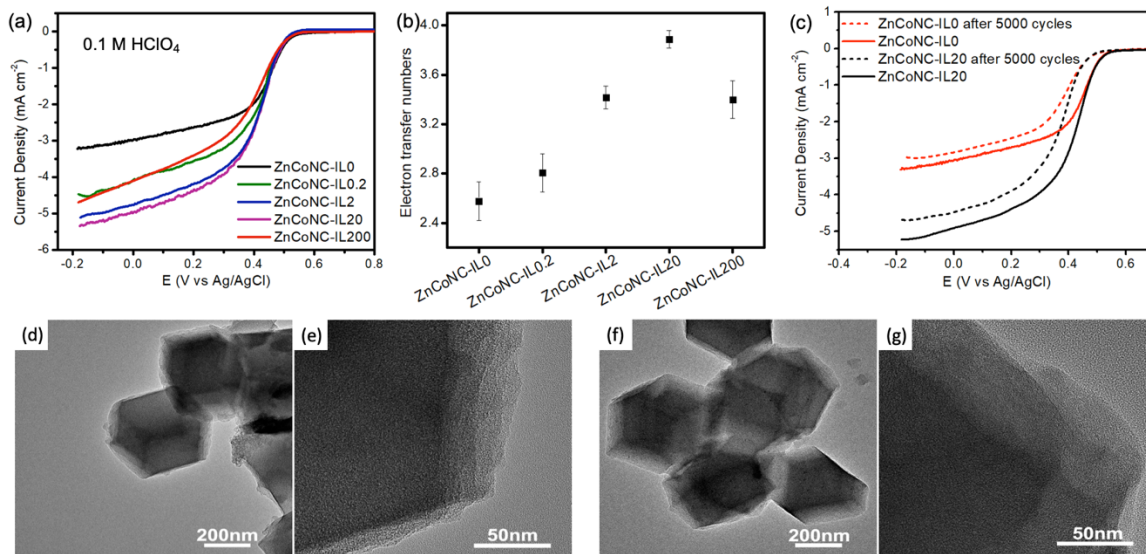 (a)
0.1 M HClO₄
Current Density (mA cm⁻²)
0
-1
-2
-3
-4
-5
-6
ZnCoNC-IL0
ZnCoNC-IL0.2
ZnCoNC-IL2
ZnCoNC-IL20
ZnCoNC-IL200
-0.2 0.0 0.2 0.4 0.6 0.8
E (V vs Ag/AgCl)
(b)
Electron transfer numbers
4.0
3.6
3.2
2.8
2.4
ZnCoNC-IL0
ZnCoNC-IL0.2
ZnCoNC-IL2
ZnCoNC-IL20
ZnCoNC-IL200
(c)
ZnCoNC-IL0 after 5000 cycles
ZnCoNC-IL0
ZnCoNC-IL20 after 5000 cycles
ZnCoNC-IL20
Current Density (mA cm⁻²)
0
-1
-2
-3
-4
-5
-0.4 -0.2 0.0 0.2 0.4 0.6
E (V vs Ag/AgCl)
(d)
200nm
(e)
50nm
(f)
200nm
(g)
50nm